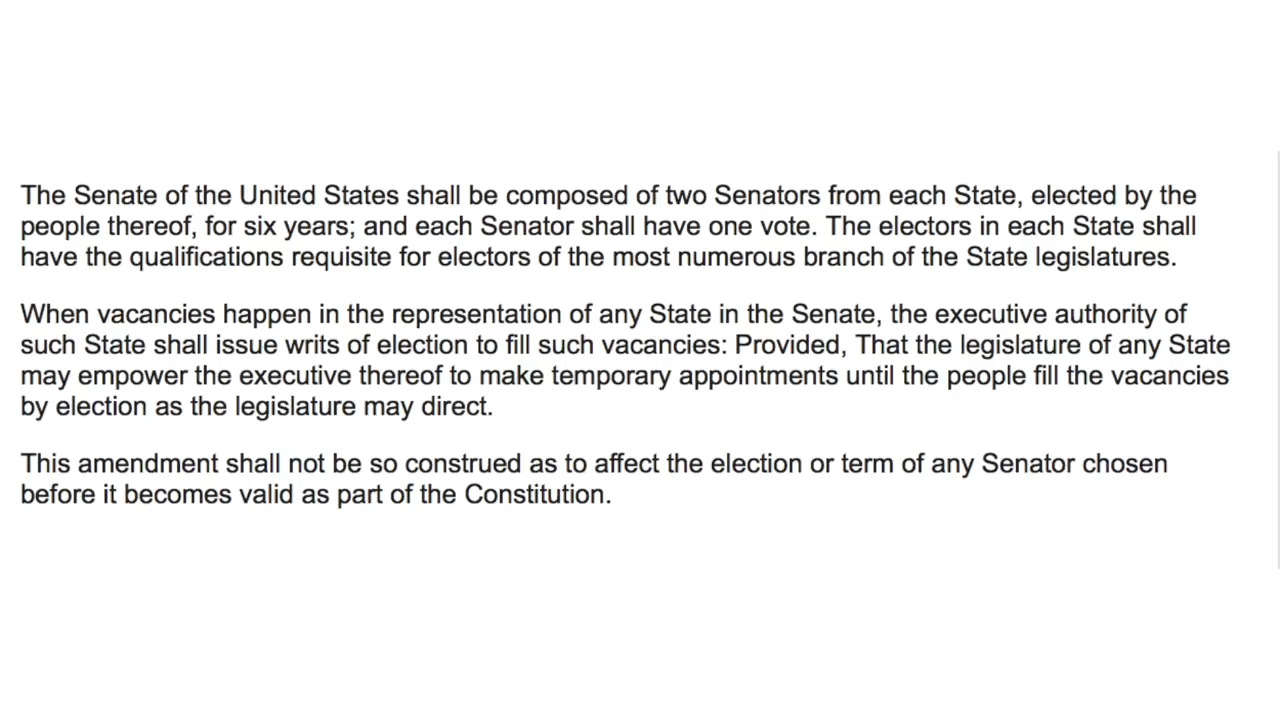 The Senate of the United States shall be composed of two Senators from each State, elected by the
people thereof, for six years; and each Senator shall have one vote. The electors in each State shall
have the qualifications requisite for electors of the most numerous branch of the State legislatures.
When vacancies happen in the representation of any State in the Senate, the executive authority of
such State shall issue writs of election to fill such vacancies: Provided, That the legislature of any State
may empower the executive thereof to make temporary appointments until the people fill the vacancies
by election as the legislature may direct.
This amendment shall not be so construed as to affect the election or term of any Senator chosen
before it becomes valid as part of the Constitution.